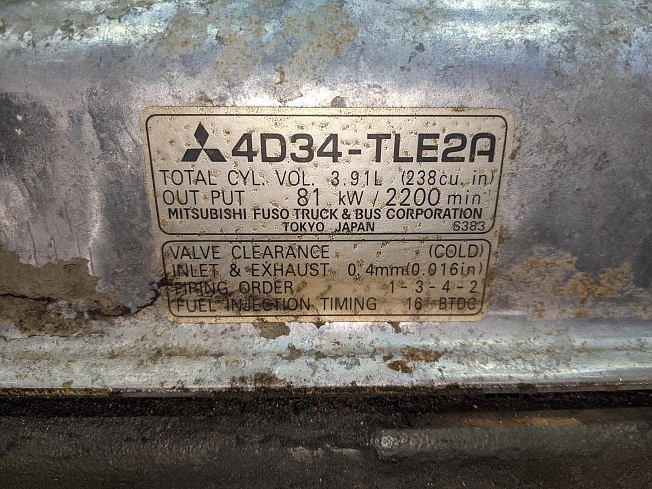 4D34-TLE2A
TOTAL CYL. VOL. 3.91L (238cu. in)
OUT PUT 81 kW / 2200 min⁻¹
MITSUBISHI FUSO TRUCK & BUS CORPORATION
TOKYO JAPAN 6383
VALVE CLEARANCE (COLD)
INLET & EXHAUST 0.4mm(0.016in)
FIRING ORDER 1-3-4-2
FUEL INJECTION TIMING 16° BTDC